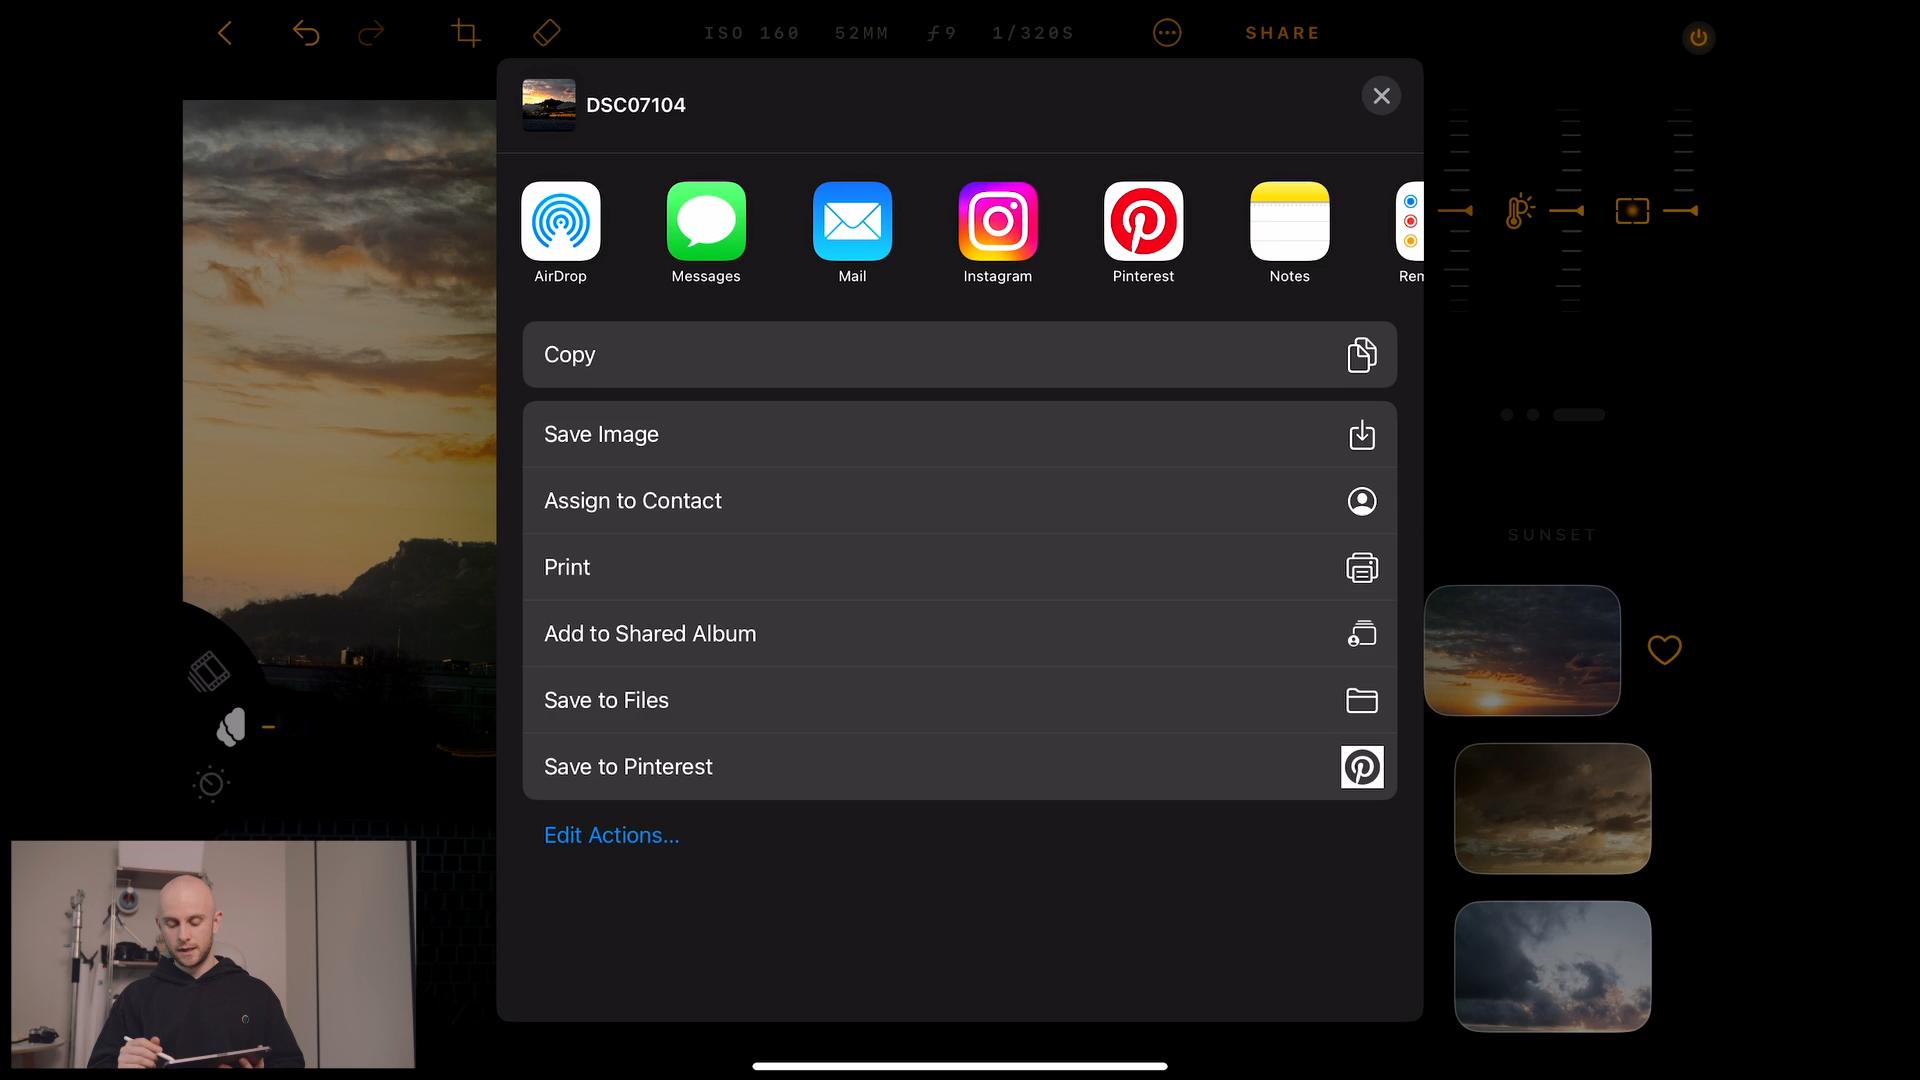 ISO 160 52MM ƒ9 1/320S SHARE
DSC07104
AirDrop Messages Mail Instagram Pinterest Notes Rem
Copy
Save Image
Assign to Contact
Print
Add to Shared Album
Save to Files
Save to Pinterest
Edit Actions...
SUNSET